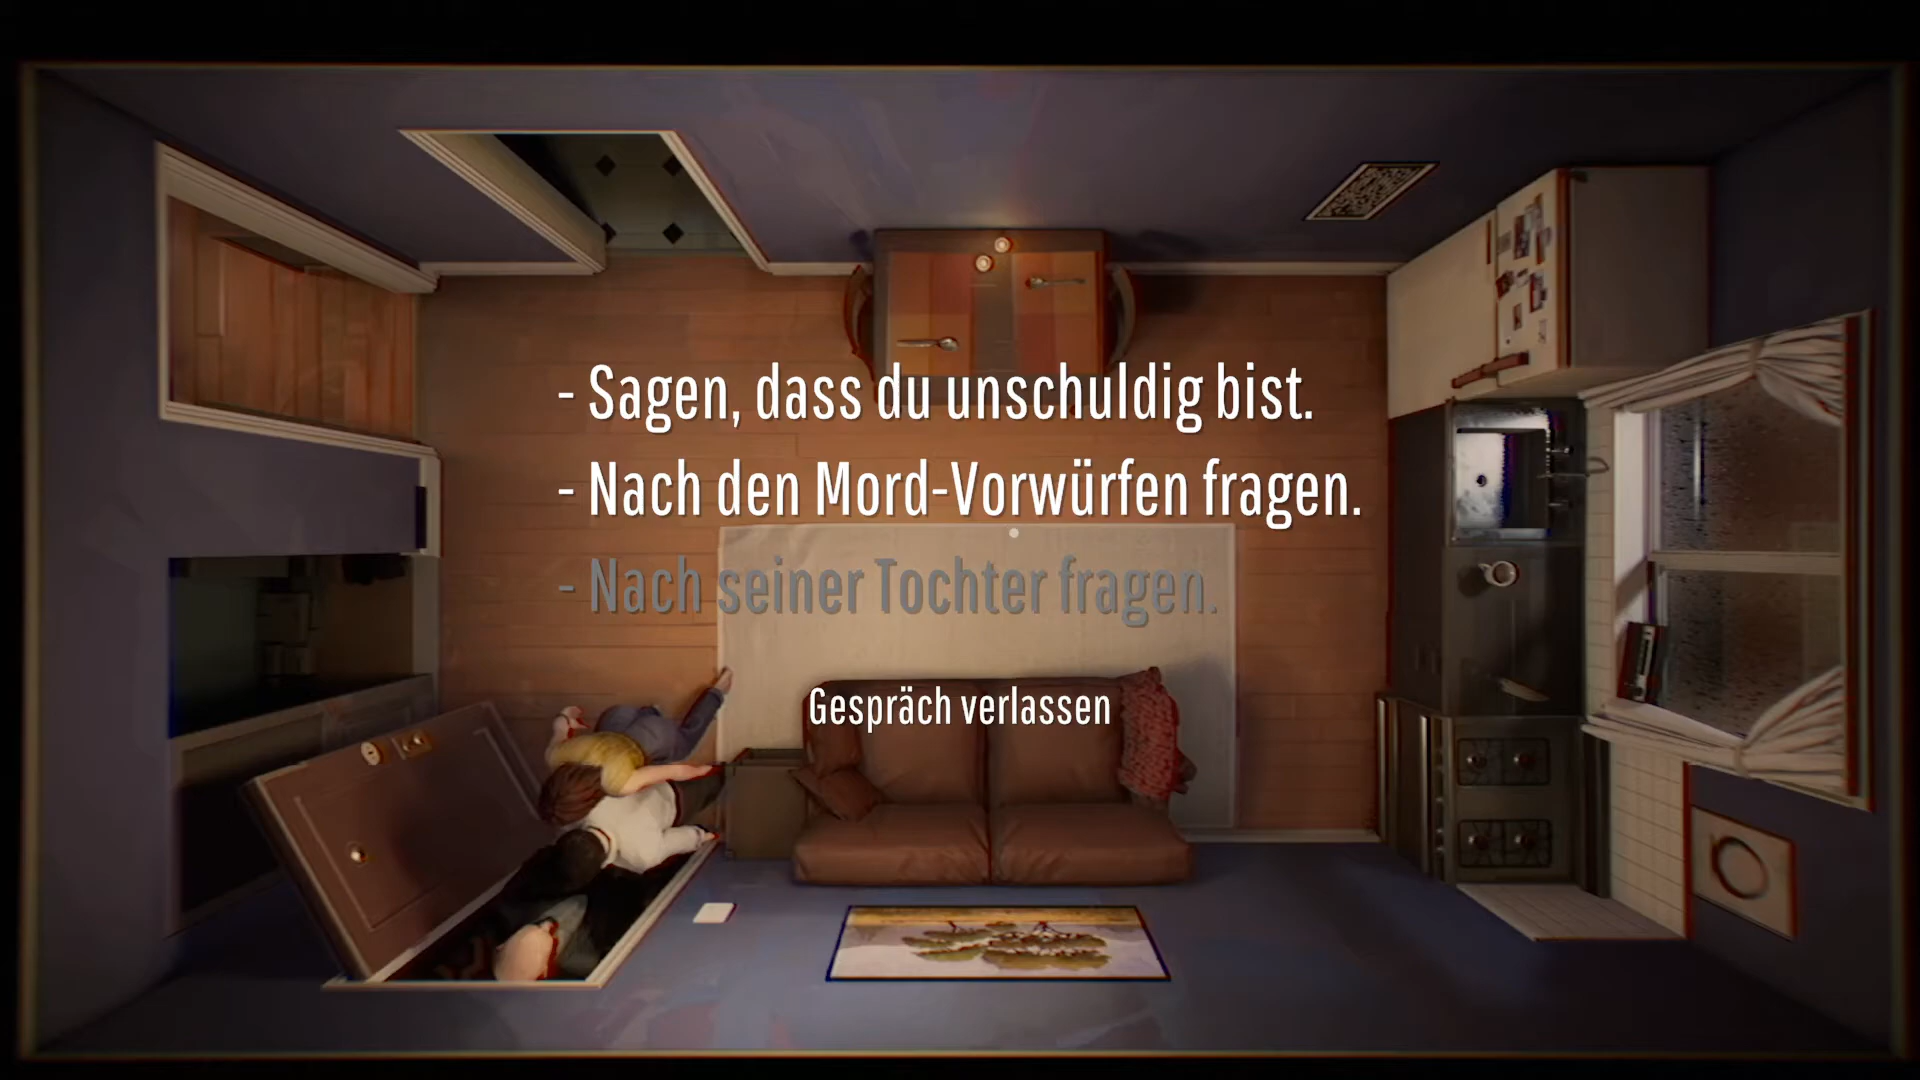 - Sagen, dass du unschuldig bist.
- Nach den Mord-Vorwürfen fragen.
- Nach seiner Tochter fragen.
Gespräch verlassen